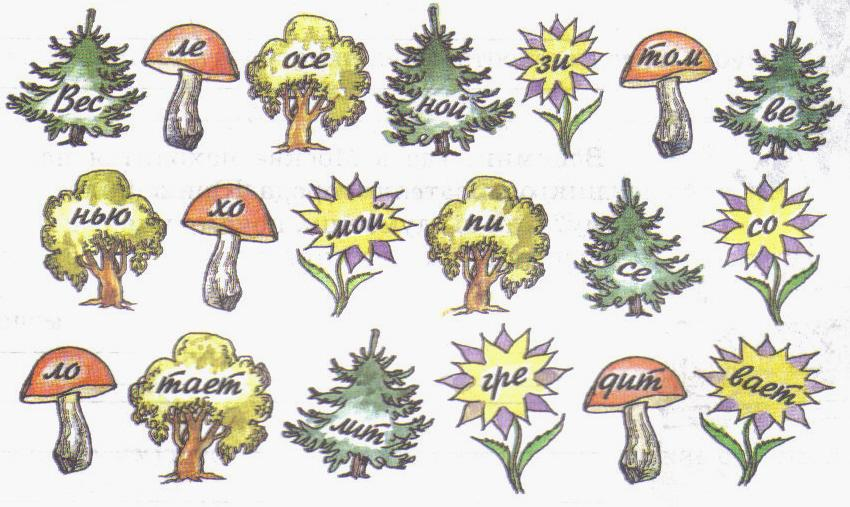 Вес ле осе ной зи том ве
нью хо мой пи се со
ло тает лит гре дит вает